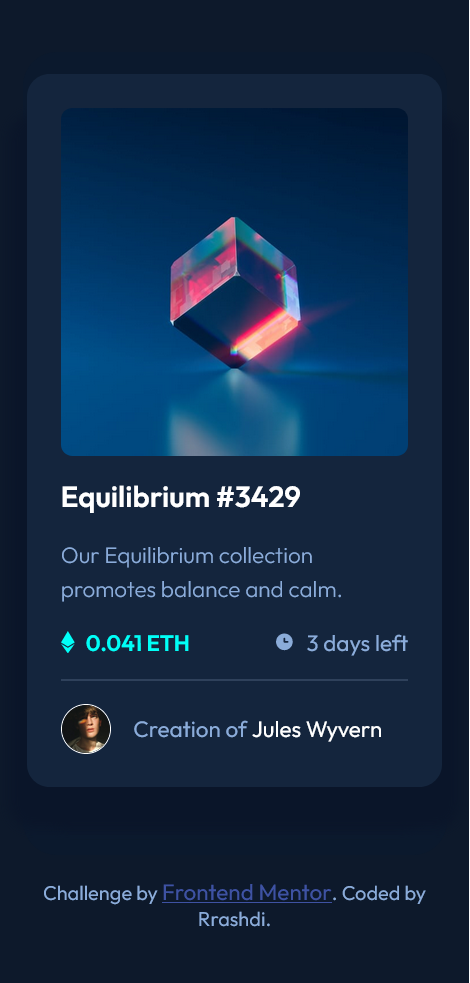 Equilibrium #3429
Our Equilibrium collection
promotes balance and calm.
0.041 ETH
3 days left
Creation of Jules Wyvern
Challenge by Frontend Mentor. Coded by
Rrashdi.